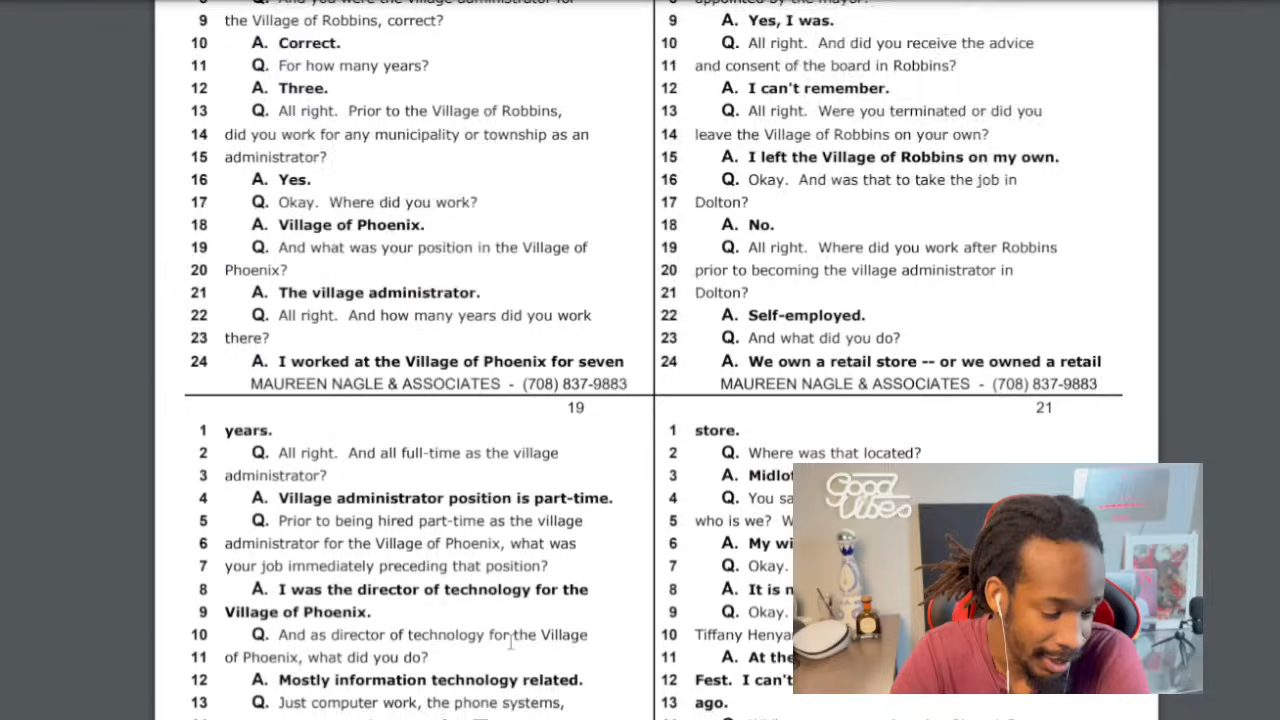 9 the Village of Robbins, correct?
10 A. Correct.
11 Q. For how many years?
12 A. Three.
13 Q. All right. Prior to the Village of Robbins,
14 did you work for any municipality or township as an
15 administrator?
16 A. Yes.
17 Q. Okay. Where did you work?
18 A. Village of Phoenix.
19 Q. And what was your position in the Village of
20 Phoenix?
21 A. The village administrator.
22 Q. All right. And how many years did you work
23 there?
24 A. I worked at the Village of Phoenix for seven
MAUREEN NAGLE & ASSOCIATES - (708) 837-9883
19
1 years.
2 Q. All right. And all full-time as the village
3 administrator?
4 A. Village administrator position is part-time.
5 Q. Prior to being hired part-time as the village
6 administrator for the Village of Phoenix, what was
7 your job immediately preceding that position?
8 A. I was the director of technology for the
9 Village of Phoenix.
10 Q. And as director of technology for the Village
11 of Phoenix, what did you do?
12 A. Mostly information technology related.
13 Q. Just computer work, the phone systems,
9 A. Yes, I was.
10 Q. All right. And did you receive the advice
11 and consent of the board in Robbins?
12 A. I can't remember.
13 Q. All right. Were you terminated or did you
14 leave the Village of Robbins on your own?
15 A. I left the Village of Robbins on my own.
16 Q. Okay. And was that to take the job in
17 Dolton?
18 A. No.
19 Q. All right. Where did you work after Robbins
20 prior to becoming the village administrator in
21 Dolton?
22 A. Self-employed.
23 Q. And what did you do?
24 A. We own a retail store -- or we owned a retail
MAUREEN NAGLE & ASSOCIATES - (708) 837-9883
21
1 store.
2 Q. Where was that located?
3 A.
4 Q. You
5 who is we?
6 A. My
7 Q. Okay.
8 A. It is
9 Q. Okay.
10 Tiffany
11 A. At
12 Fest. I can't
13 ago.
Good
Vibes